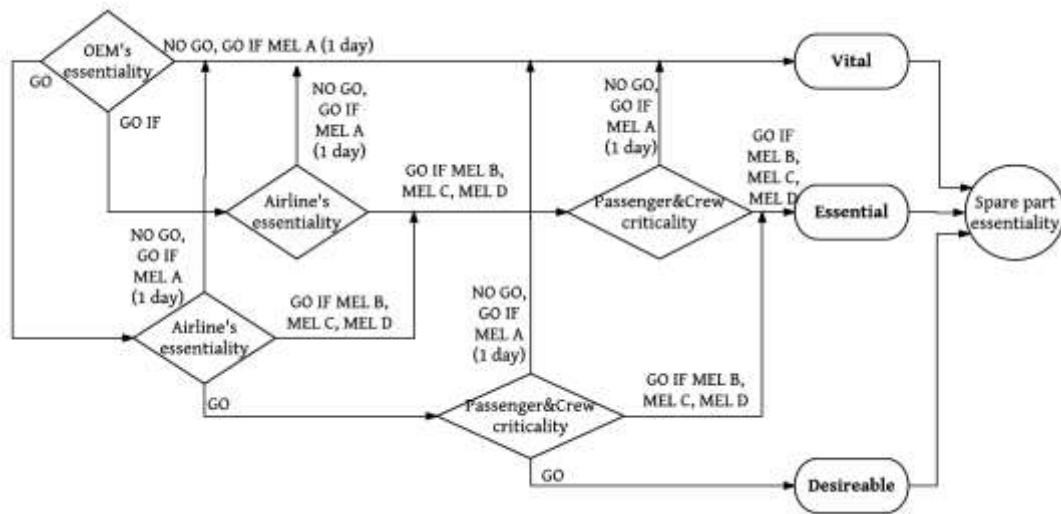 OEM's
essentiality
NO GO, GO IF MEL A (1 day)
Vital
GO
GO IF
NO GO,
GO IF
MEL A
(1 day)
NO GO,
GO IF
MEL A
(1 day)
GO IF
MEL B,
MEL C,
MEL D
Airline's
essentiality
GO IF MEL B,
MEL C, MEL D
Passenger&Crew
criticality
Essential
Spare part
essentiality
NO GO,
GO IF
MEL A
(1 day)
Airline's
essentiality
GO IF MEL B,
MEL C, MEL D
NO GO,
GO IF
MEL A
(1 day)
GO
Passenger&Crew
criticality
GO IF MEL B,
MEL C, MEL D
GO
Desireable